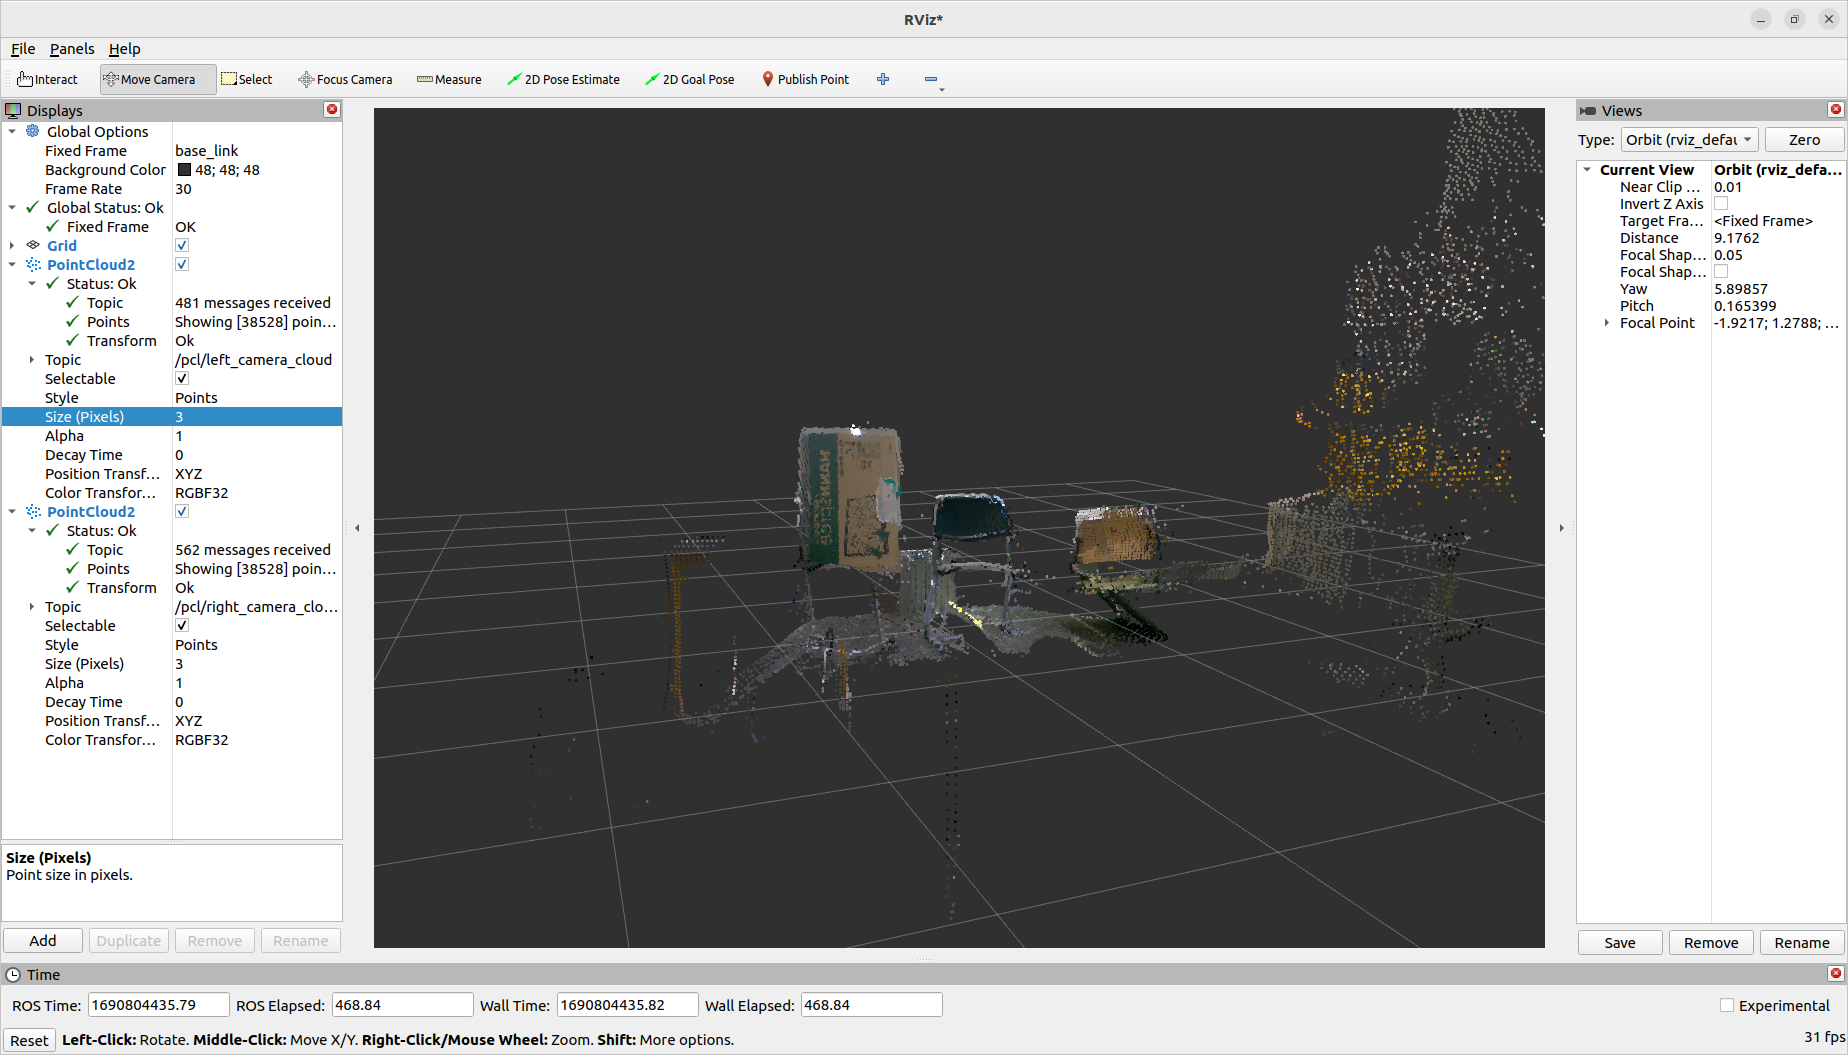 RViz*
File Panels Help
Interact Move Camera Select Focus Camera Measure 2D Pose Estimate 2D Goal Pose Publish Point
Displays
Global Options
Fixed Frame base_link
Background Color 48; 48; 48
Frame Rate 30
Global Status: Ok
Fixed Frame OK
Grid
PointCloud2
Status: Ok
Topic 481 messages received
Points Showing [38528] poin...
Transform Ok
Topic /pcl/left_camera_cloud
Selectable
Style Points
Size (Pixels) 3
Alpha 1
Decay Time 0
Position Transf... XYZ
Color Transfor... RGBF32
PointCloud2
Status: Ok
Topic 562 messages received
Points Showing [38528] poin...
Transform Ok
Topic /pcl/right_camera_clo...
Selectable
Style Points
Size (Pixels) 3
Alpha 1
Decay Time 0
Position Transf... XYZ
Color Transfor... RGBF32
Size (Pixels)
Point size in pixels.
Add Duplicate Remove Rename
Views
Type: Orbit (rviz_defau Zero
Current View Orbit (rviz_defa...
Near Clip ... 0.01
Invert Z Axis
Target Fra... <Fixed Frame>
Distance 9.1762
Focal Shap... 0.05
Focal Shap...
Yaw 5.89857
Pitch 0.165399
Focal Point -1.9217; 1.2788; ...
Save Remove Rename
Time
ROS Time: 1690804435.79 ROS Elapsed: 468.84 Wall Time: 1690804435.82 Wall Elapsed: 468.84 Experimental
Reset Left-Click: Rotate. Middle-Click: Move X/Y. Right-Click/Mouse Wheel: Zoom. Shift: More options. 31 fps